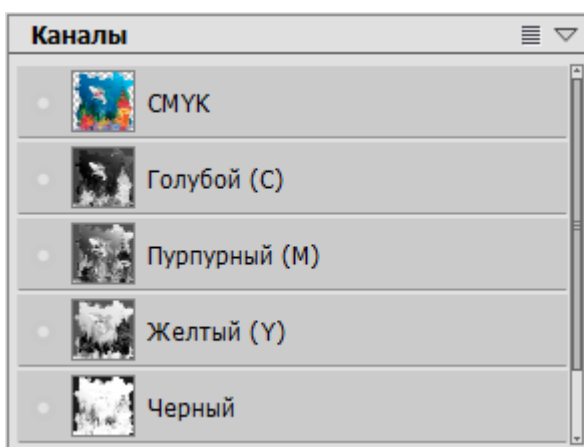 Каналы
CMYK
Голубой (C)
Пурпурный (M)
Желтый (Y)
Черный